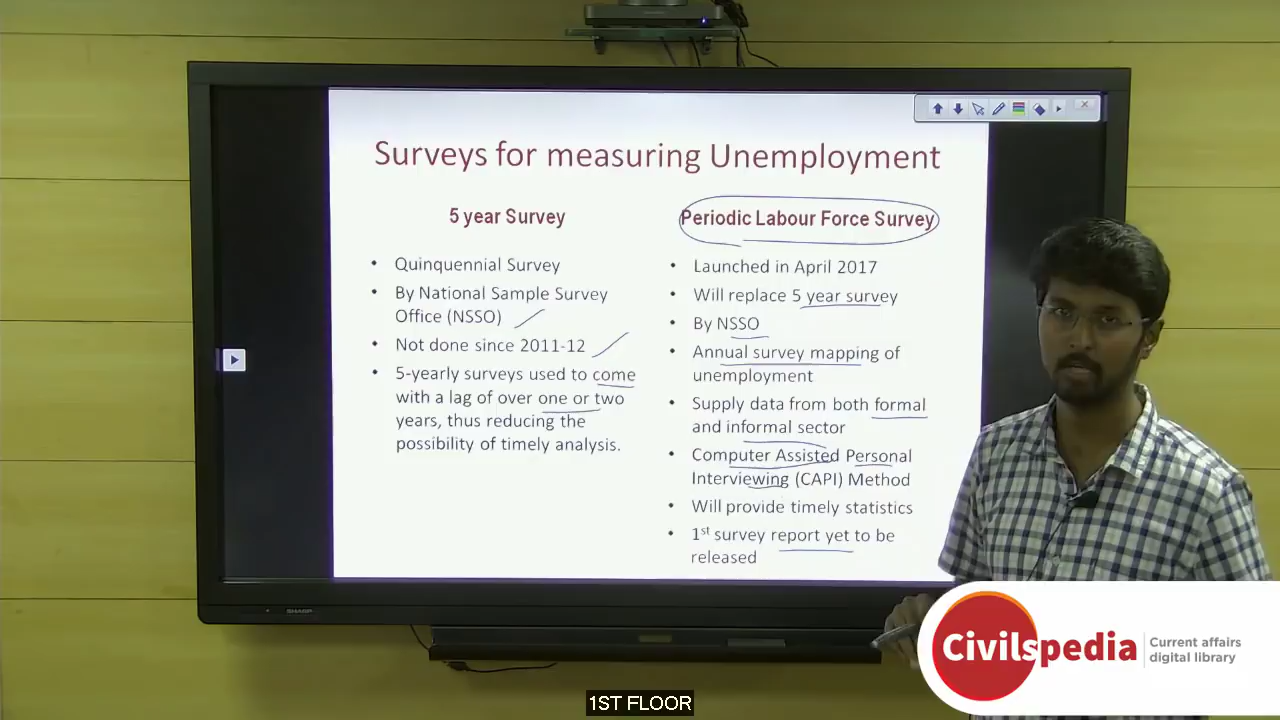 Surveys for measuring Unemployment
5 year Survey
• Quinquennial Survey
• By National Sample Survey
Office (NSSO)
• Not done since 2011-12
• 5-yearly surveys used to come
with a lag of over one or two
years, thus reducing the
possibility of timely analysis.
Periodic Labour Force Survey
• Launched in April 2017
• Will replace 5 year survey
• By NSSO
• Annual survey mapping of
unemployment
• Supply data from both formal
and informal sector
• Computer Assisted Personal
Interviewing (CAPI) Method
• Will provide timely statistics
• 1st survey report yet to be
released
SHARP
Civilspedia
Current affairs
digital library
1ST FLOOR